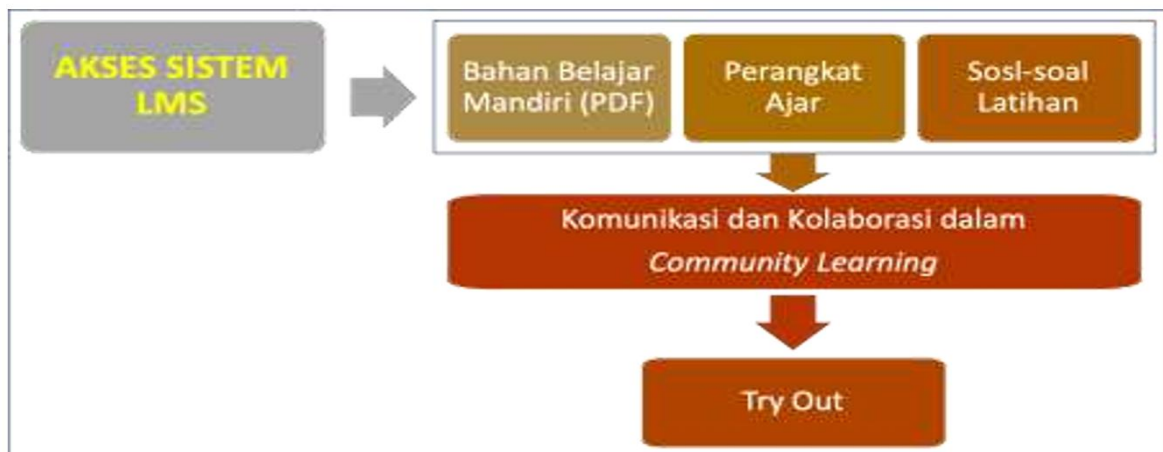 AKSES SISTEM
LMS
Bahan Belajar
Mandiri (PDF)
Perangkat
Ajar
Sosl-soal
Latihan
Komunikasi dan Kolaborasi dalam
Community Learning
Try Out